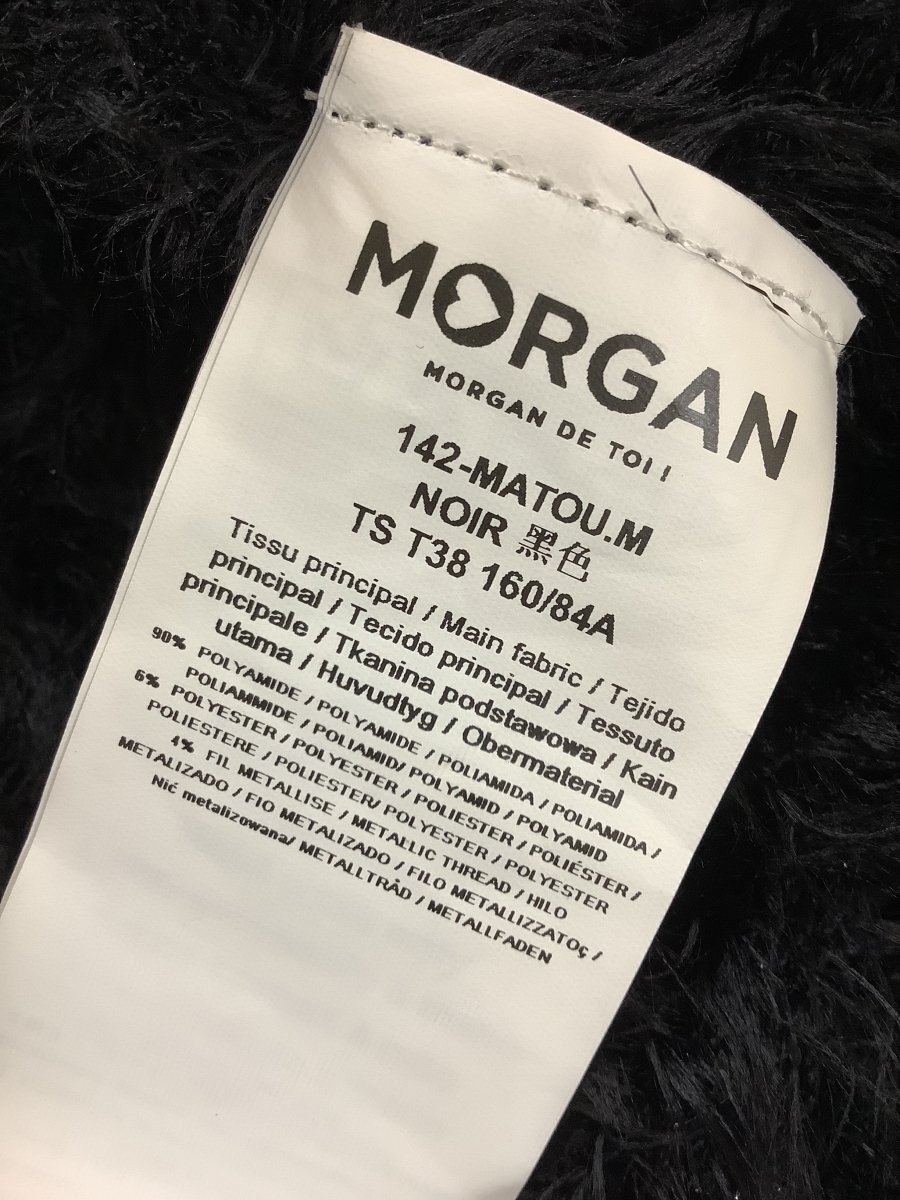 MORGAN
MORGAN DE TOI !
142-MATOU.M
NOIR 黑色
TS T38 160/84A
Tissu principal / Main fabric / Tejido
principal / Tecido principal / Tessuto
principale / Tkanina podstawowa / Kain
utama / Huvudtyg / Obermaterial
90% POLYAMIDE / POLYAMIDE / POLIAMIDA / POLIAMIDA /
POLIAMMIDE / POLIAMID/ POLYAMID / POLYAMID
6% POLYESTER / POLYESTER / POLIESTER / POLIÉSTER /
POLIESTERE / POLIESTER/ POLYESTER / POLYESTER
4% FIL METALLISE / METALLIC THREAD / HILO
METALIZADO / FIO METALIZADO / FILO METALLIZZATOç /
Nić metalizowana/ METALLTRÅD / METALLFADEN